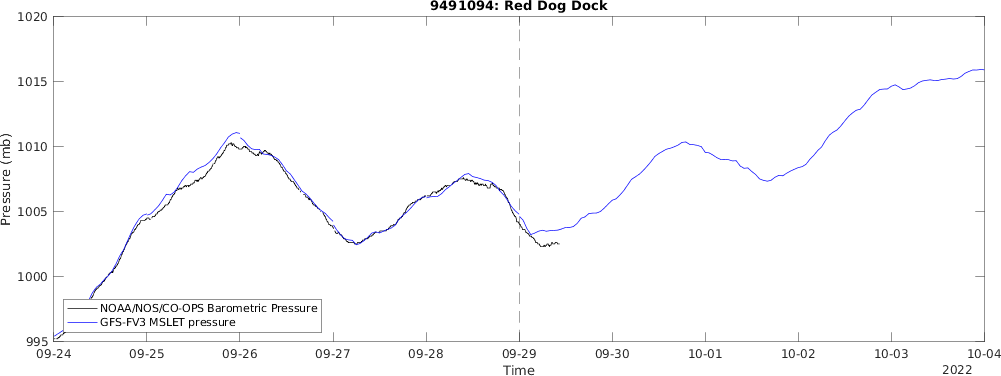 9491094: Red Dog Dock
1020
1015
1010
1005
1000
995
Pressure (mb)
NOAA/NOS/CO-OPS Barometric Pressure
GFS-FV3 MSLET pressure
09-24 09-25 09-26 09-27 09-28 09-29 09-30 10-01 10-02 10-03 10-04
Time
2022